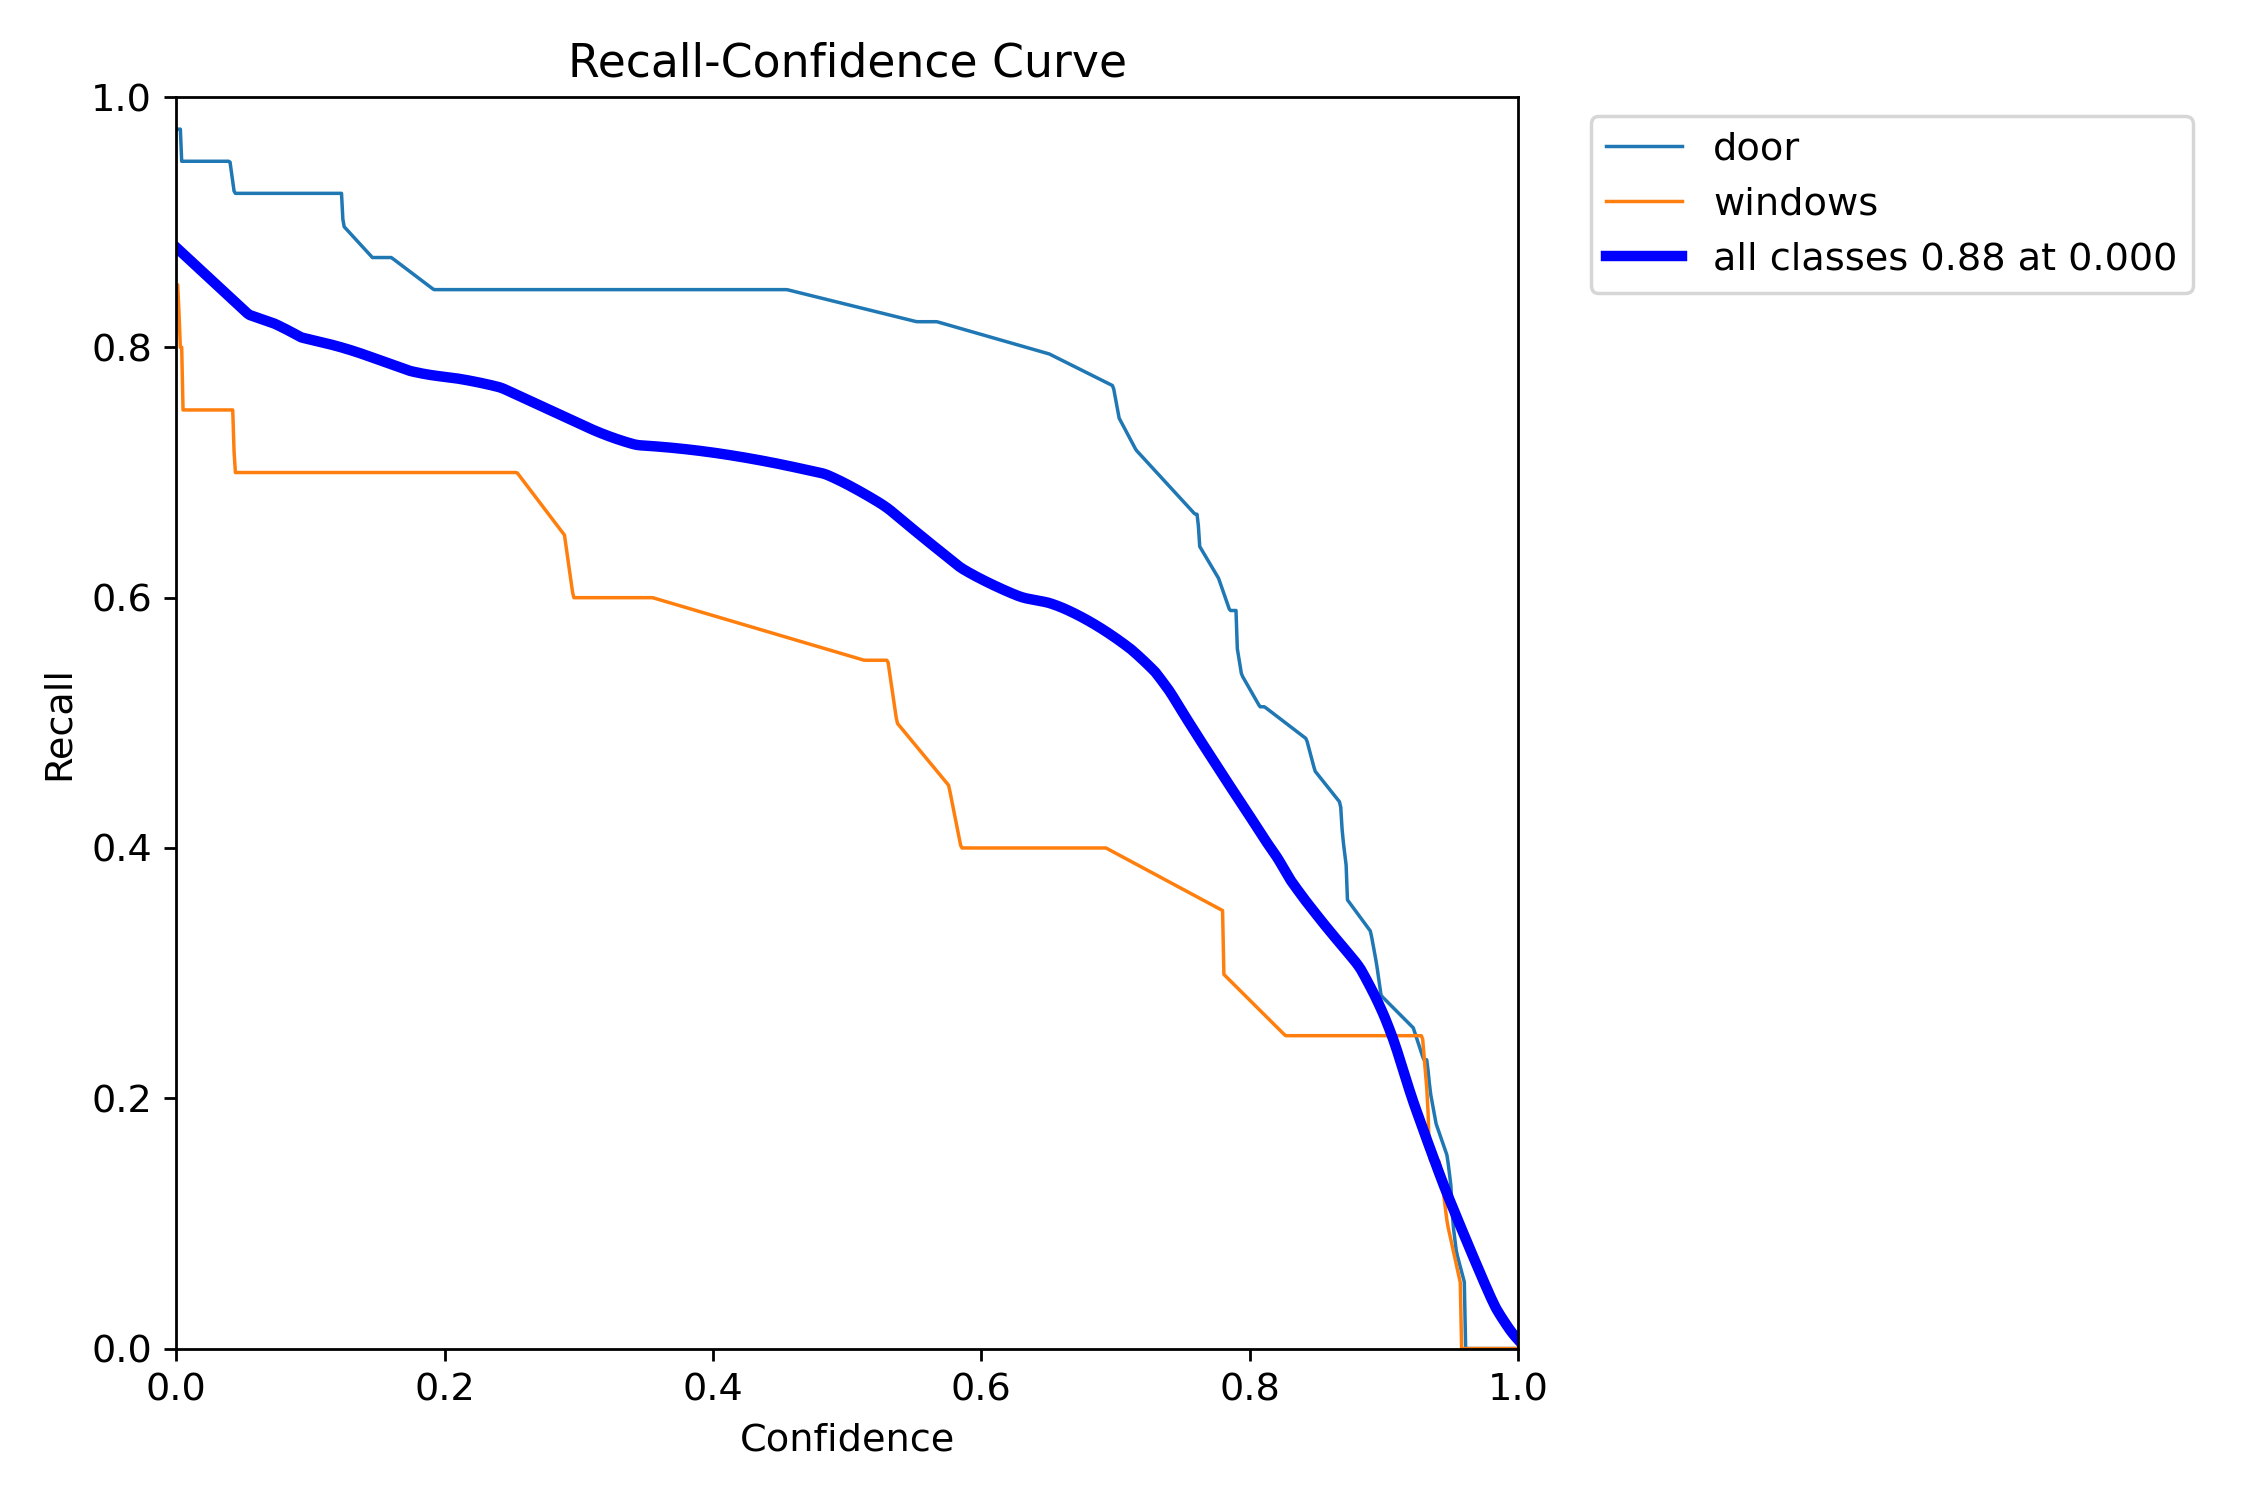 Recall-Confidence Curve
1.0
0.8
0.6
0.4
0.2
0.0
Recall
0.0 0.2 0.4 0.6 0.8 1.0
Confidence
door
windows
all classes 0.88 at 0.000